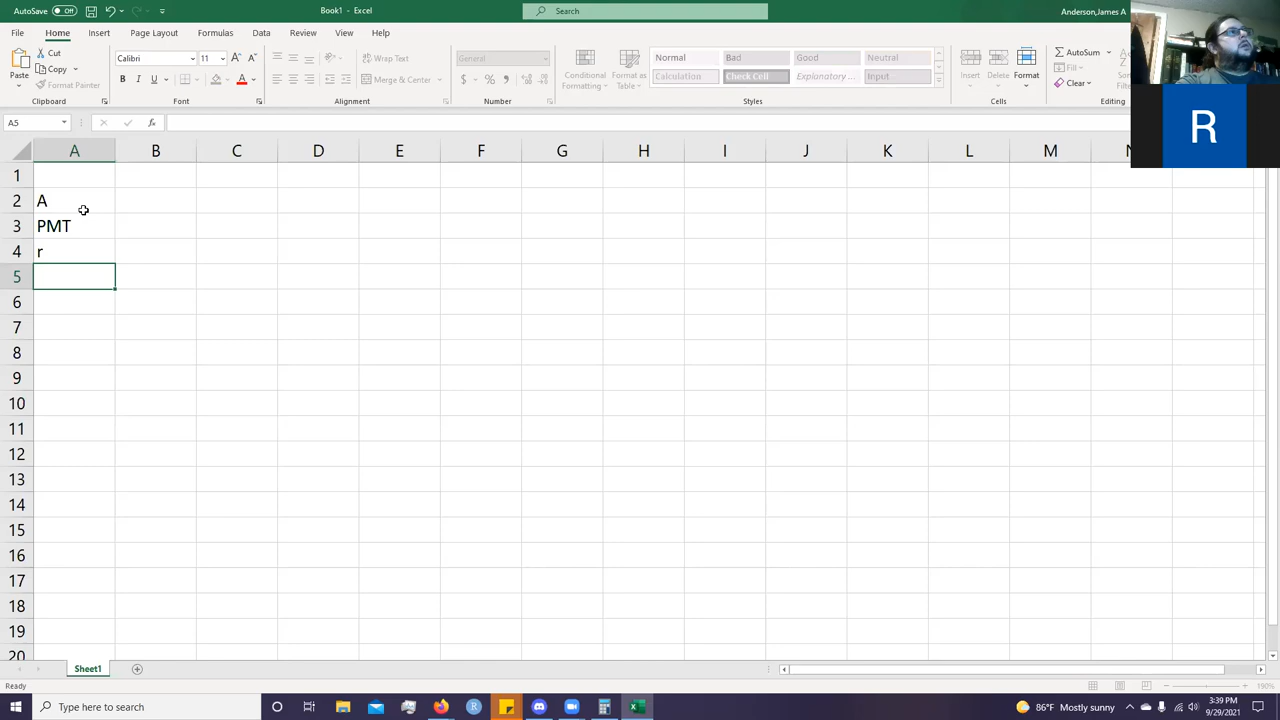 AutoSave Off
Book1 - Excel
Search
Anderson,James A
File Home Insert Page Layout Formulas Data Review View Help
Paste
Cut
Copy
Format Painter
Clipboard
Calibri 11
B I U
Font
Wrap Text
Merge & Center
Alignment
General
$ %
Number
Conditional Formatting
Format as Table
Normal Bad Good Neutral
Calculation Check Cell Explanatory ... Input
Styles
Insert Delete Format
Cells
AutoSum
Fill
Clear
Editing
R
A5
fx
A B C D E F G H I J K L M N
1
2 A
3 PMT
4 r
5
6
7
8
9
10
11
12
13
14
15
16
17
18
19
20
Sheet1
Ready
190%
Type here to search
R
86°F Mostly sunny
3:39 PM
9/29/2021